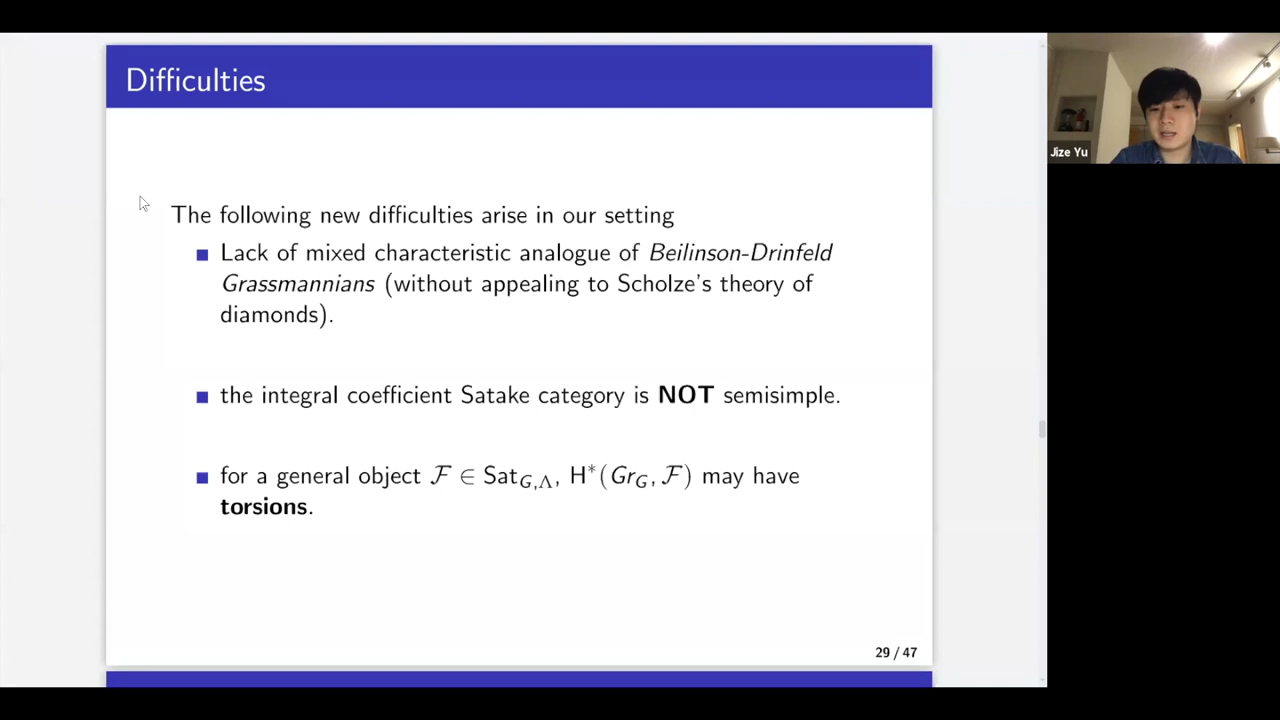 Difficulties
The following new difficulties arise in our setting
Lack of mixed characteristic analogue of Beilinson-Drinfeld
Grassmannians (without appealing to Scholze's theory of
diamonds).
the integral coefficient Satake category is NOT semisimple.
for a general object ℱ ∈ Sat_{G,Λ}, H*(Gr_G, ℱ) may have
torsions.
29 / 47
Jize Yu